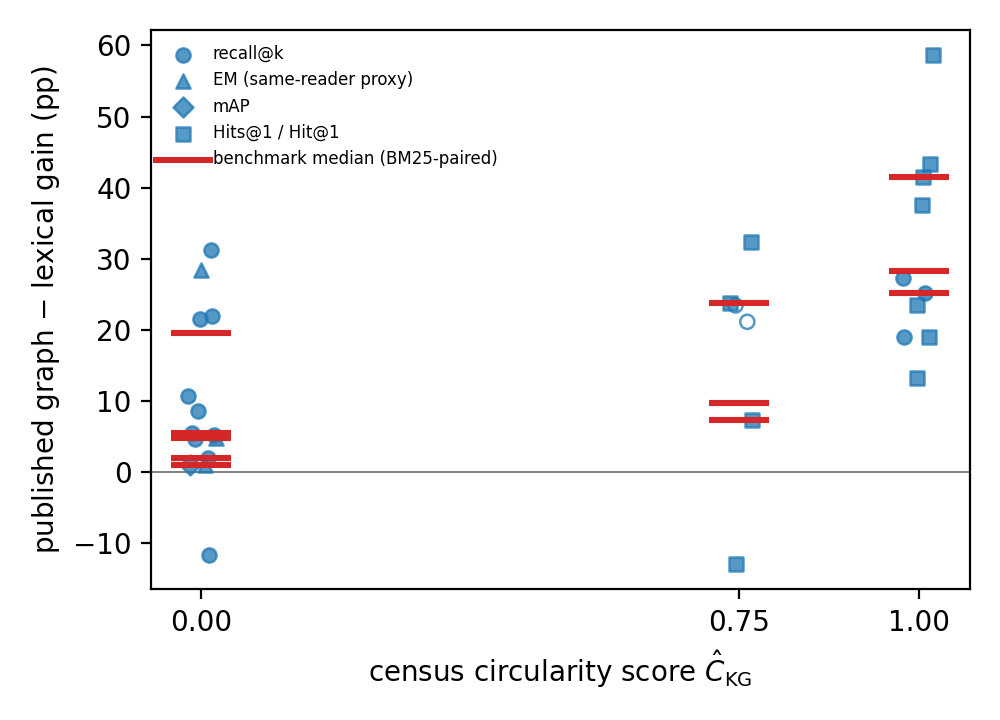 published graph − lexical gain (pp)
60
50
40
30
20
10
0
−10
recall@k
EM (same-reader proxy)
mAP
Hits@1 / Hit@1
benchmark median (BM25-paired)
0.00 0.75 1.00
census circularity score Ĉ_KG